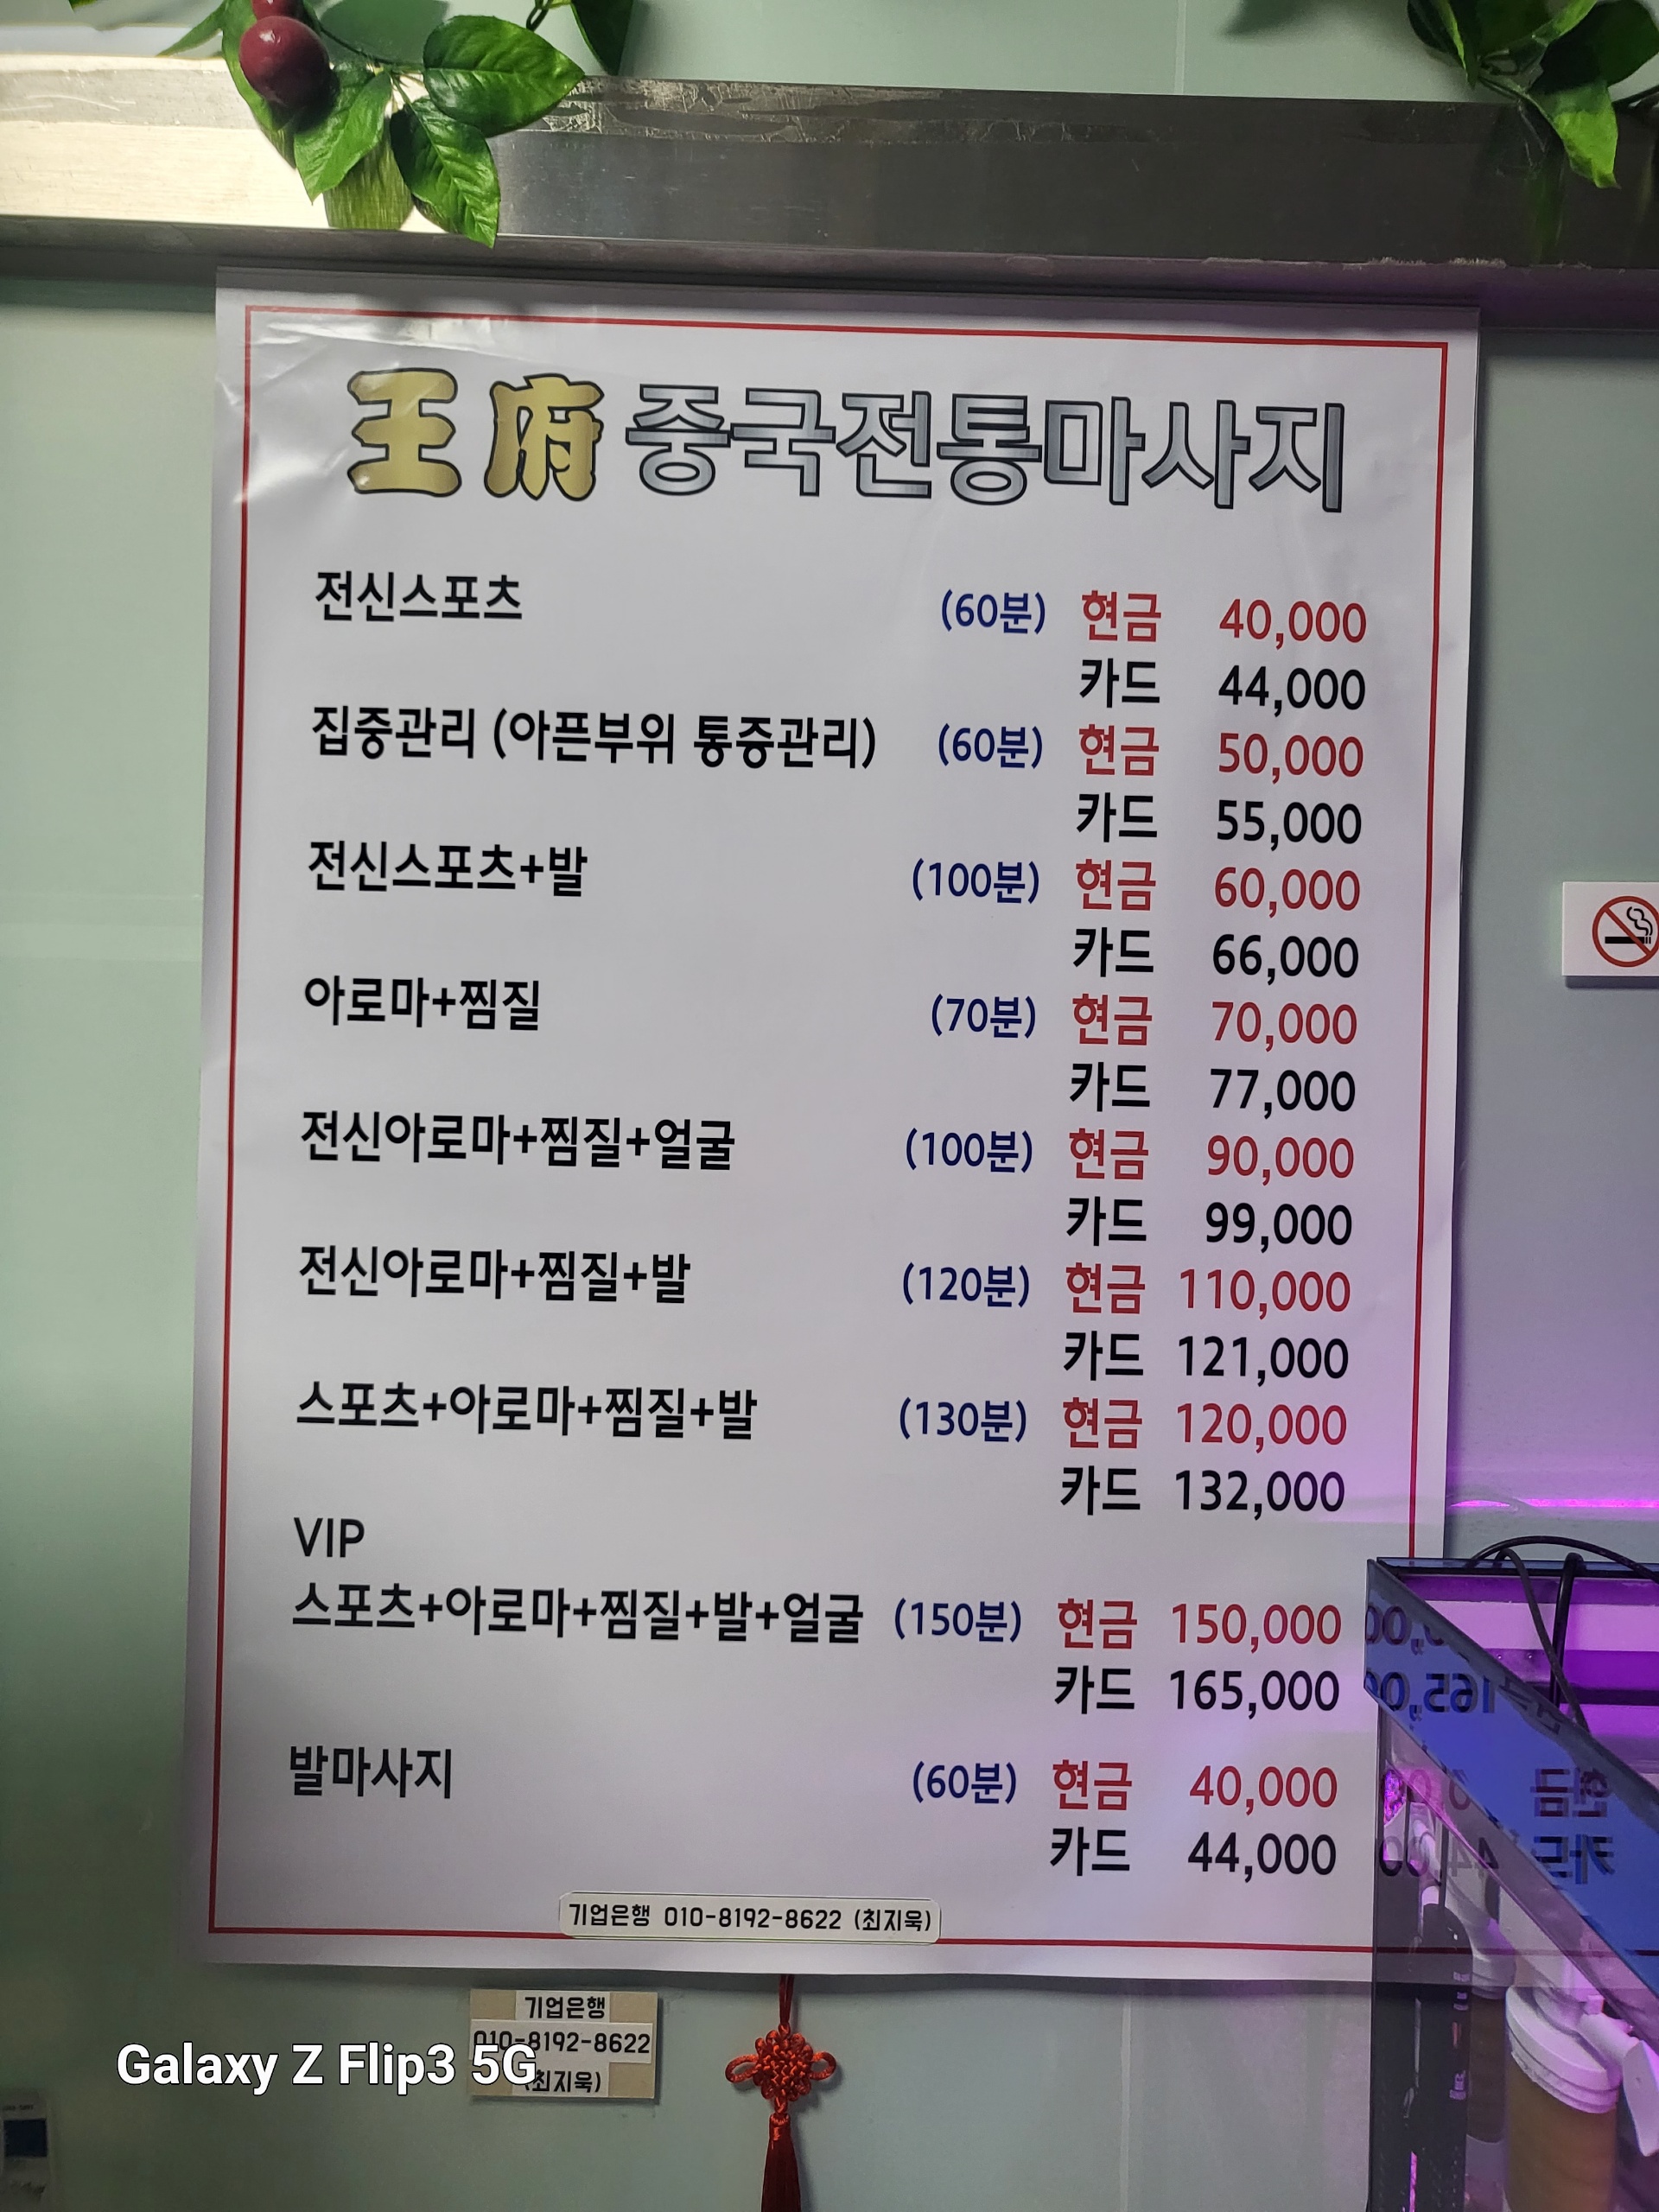 王府 중국전통마사지
전신스포츠 (60분) 현금 40,000
카드 44,000
집중관리 (아픈부위 통증관리) (60분) 현금 50,000
카드 55,000
전신스포츠+발 (100분) 현금 60,000
카드 66,000
아로마+찜질 (70분) 현금 70,000
카드 77,000
전신아로마+찜질+얼굴 (100분) 현금 90,000
카드 99,000
전신아로마+찜질+발 (120분) 현금 110,000
카드 121,000
스포츠+아로마+찜질+발 (130분) 현금 120,000
카드 132,000
VIP
스포츠+아로마+찜질+발+얼굴 (150분) 현금 150,000
카드 165,000
발마사지 (60분) 현금 40,000
카드 44,000
기업은행 010-8192-8622 (최지욱)
기업은행
010-8192-8622
(최지욱)
Galaxy Z Flip3 5G